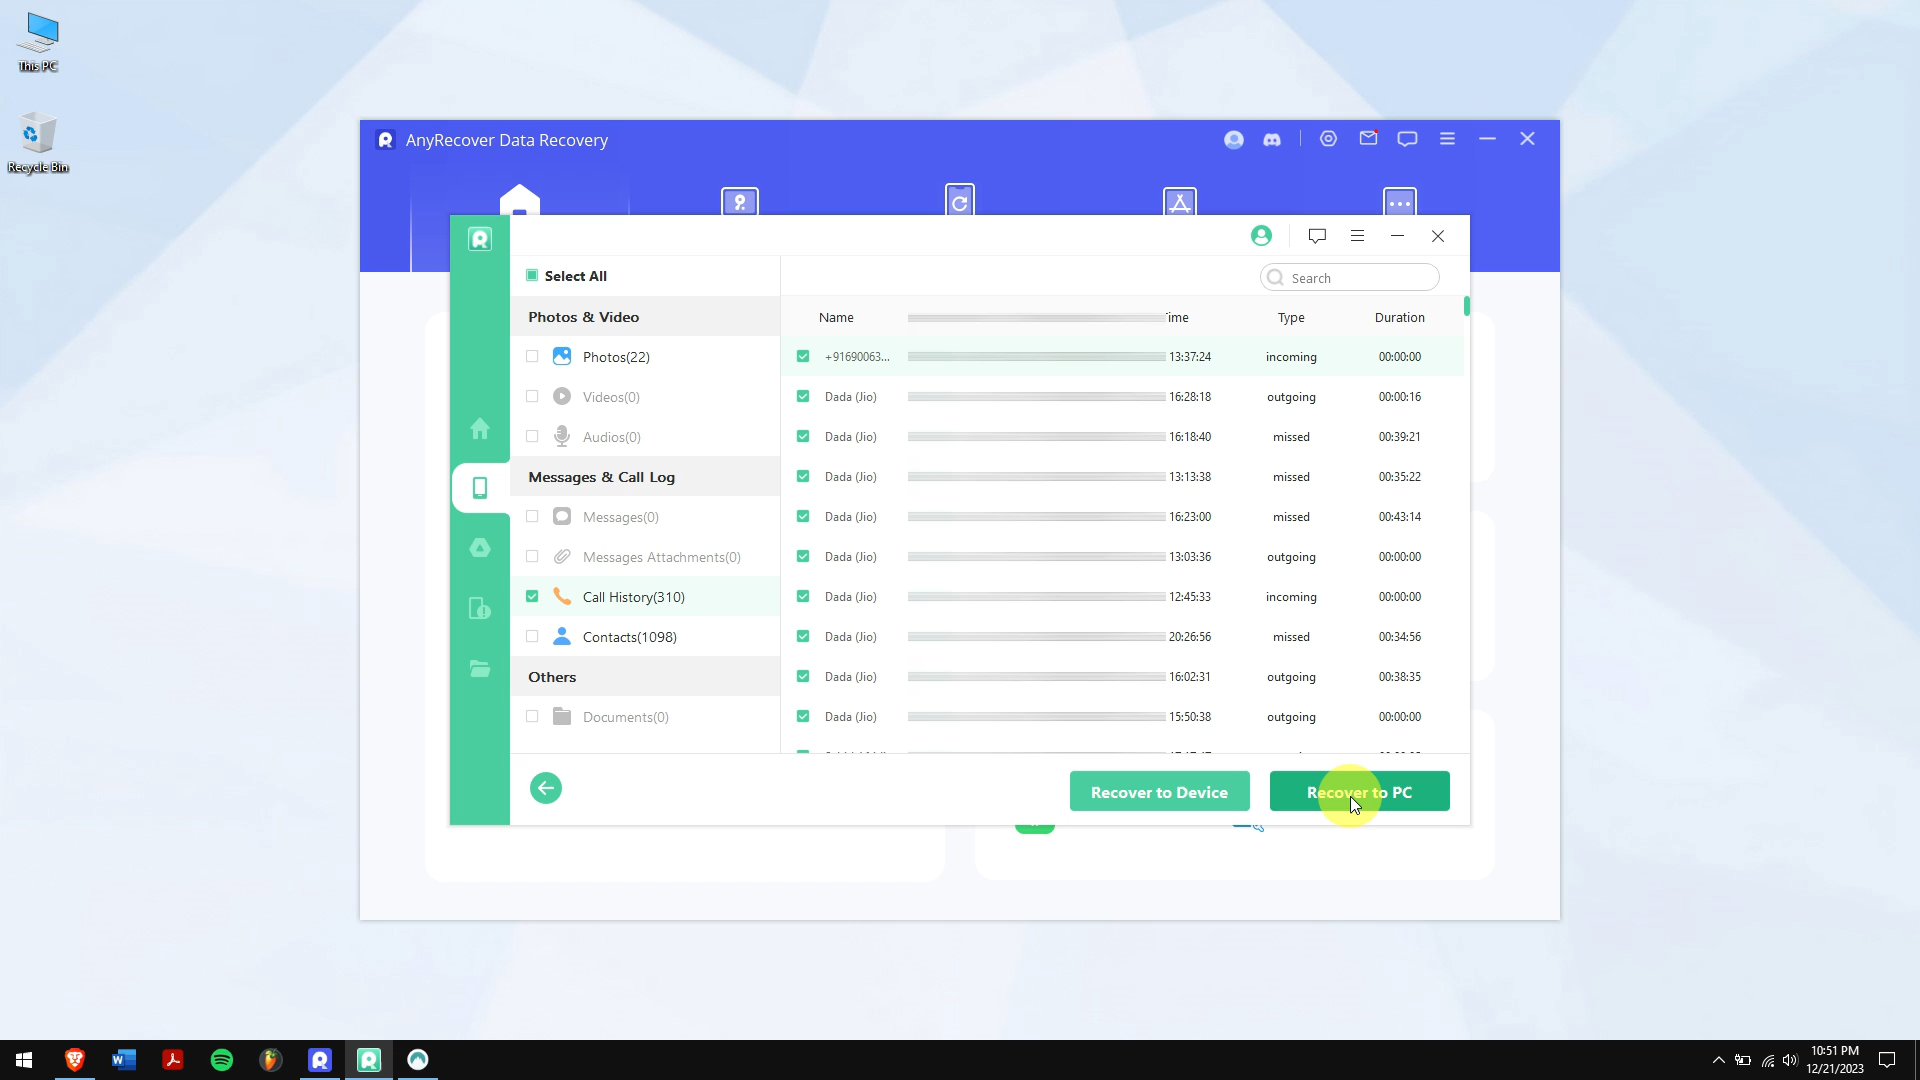 This PC
Recycle Bin
AnyRecover Data Recovery
Select All
Search
Photos & Video
Photos(22)
Videos(0)
Audios(0)
Messages & Call Log
Messages(0)
Messages Attachments(0)
Call History(310)
Contacts(1098)
Others
Documents(0)
Name ime Type Duration
+91690063... 13:37:24 incoming 00:00:00
Dada (Jio) 16:28:18 outgoing 00:00:16
Dada (Jio) 16:18:40 missed 00:39:21
Dada (Jio) 13:13:38 missed 00:35:22
Dada (Jio) 16:23:00 missed 00:43:14
Dada (Jio) 13:03:36 outgoing 00:00:00
Dada (Jio) 12:45:33 incoming 00:00:00
Dada (Jio) 20:26:56 missed 00:34:56
Dada (Jio) 16:02:31 outgoing 00:38:35
Dada (Jio) 15:50:38 outgoing 00:00:00
Recover to Device
Recover to PC
10:51 PM
12/21/2023